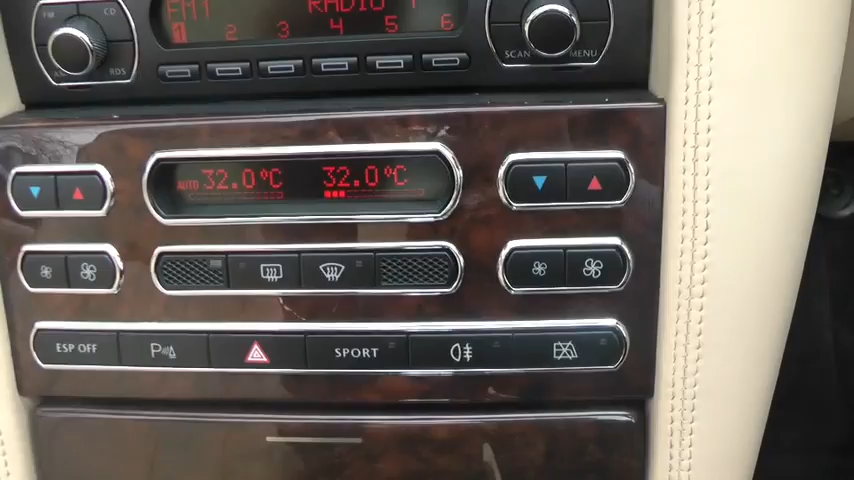 FM CD
FM1 RADIO 1
1 2 3 4 5 6
RDS SCAN MENU
AUTO 32.0°C 32.0°C
ESP OFF P SPORT